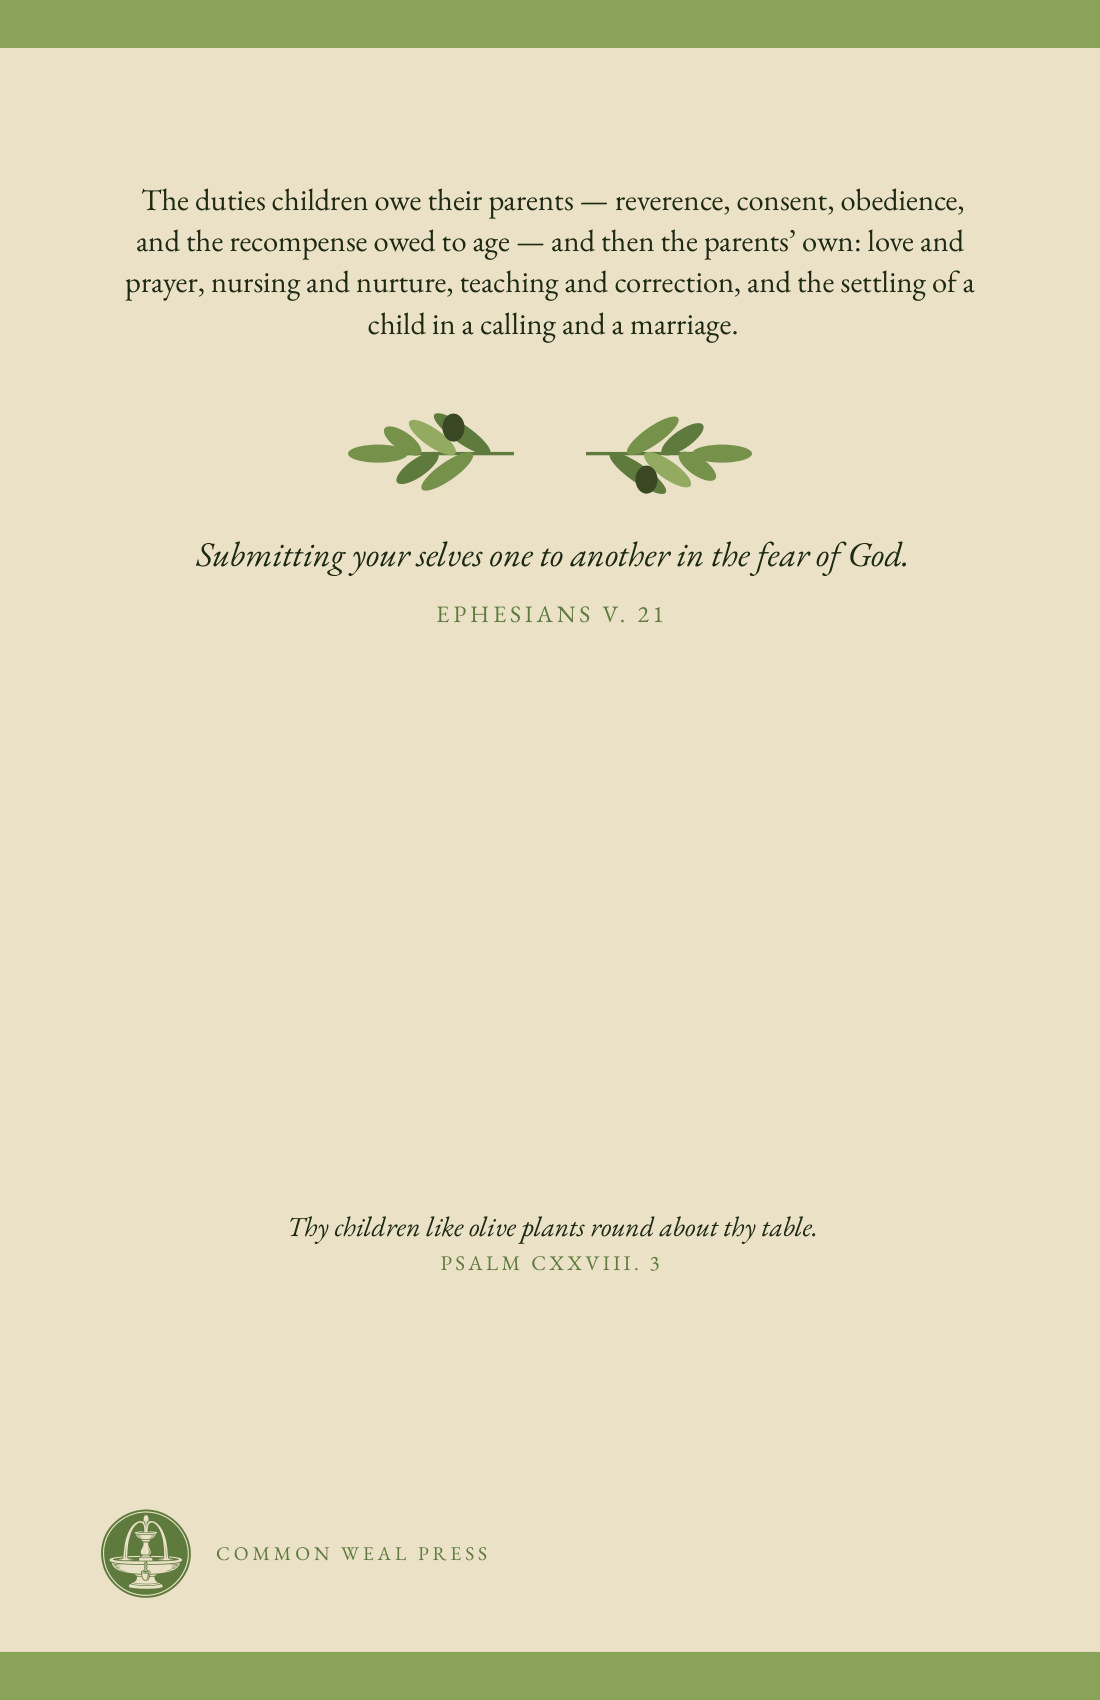 The duties children owe their parents — reverence, consent, obedience,
and the recompense owed to age — and then the parents’ own: love and
prayer, nursing and nurture, teaching and correction, and the settling of a
child in a calling and a marriage.
Submitting your selves one to another in the fear of God.
EPHESIANS V. 21
Thy children like olive plants round about thy table.
PSALM CXXVIII. 3
COMMON WEAL PRESS